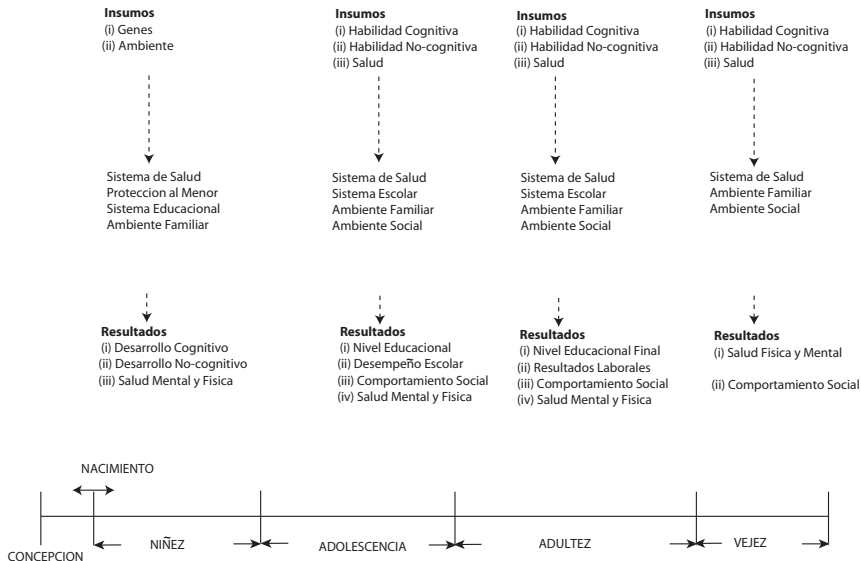 Insumos
(i) Genes
(ii) Ambiente
Sistema de Salud
Proteccion al Menor
Sistema Educacional
Ambiente Familiar
Resultados
(i) Desarrollo Cognitivo
(ii) Desarrollo No-cognitivo
(iii) Salud Mental y Fisica
Insumos
(i) Habilidad Cognitiva
(ii) Habilidad No-cognitiva
(iii) Salud
Sistema de Salud
Sistema Escolar
Ambiente Familiar
Ambiente Social
Resultados
(i) Nivel Educacional
(ii) Desempeño Escolar
(iii) Comportamiento Social
(iv) Salud Mental y Fisica
Insumos
(i) Habilidad Cognitiva
(ii) Habilidad No-cognitiva
(iii) Salud
Sistema de Salud
Sistema Escolar
Ambiente Familiar
Ambiente Social
Resultados
(i) Nivel Educacional Final
(ii) Resultados Laborales
(iii) Comportamiento Social
(iv) Salud Mental y Fisica
Insumos
(i) Habilidad Cognitiva
(ii) Habilidad No-cognitiva
(iii) Salud
Sistema de Salud
Ambiente Familiar
Ambiente Social
Resultados
(i) Salud Fisica y Mental
(ii) Comportamiento Social
NACIMIENTO
CONCEPCION
NIÑEZ
ADOLESCENCIA
ADULTEZ
VEJEZ